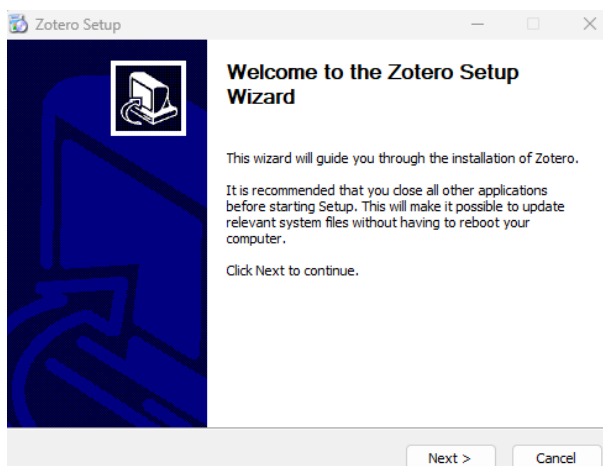 Zotero Setup
Welcome to the Zotero Setup
Wizard
This wizard will guide you through the installation of Zotero.
It is recommended that you close all other applications
before starting Setup. This will make it possible to update
relevant system files without having to reboot your
computer.
Click Next to continue.
Next >
Cancel